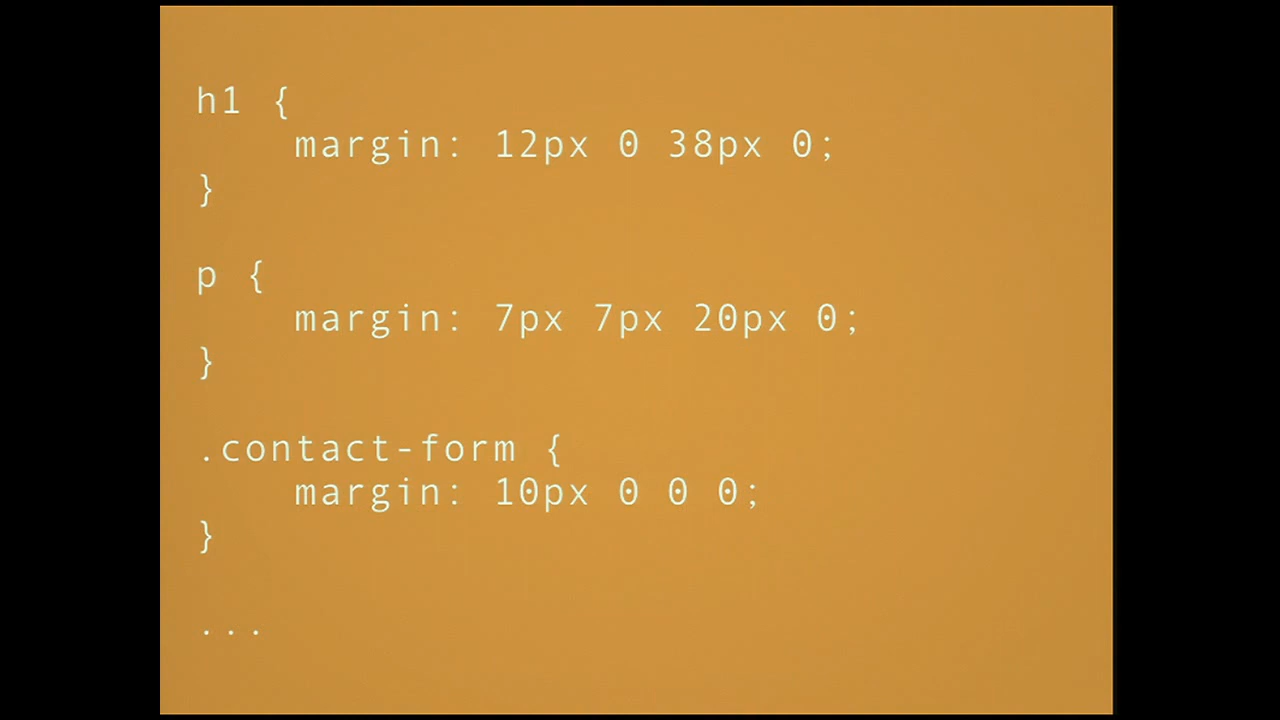 h1 {
    margin: 12px 0 38px 0;
}
p {
    margin: 7px 7px 20px 0;
}
.contact-form {
    margin: 10px 0 0 0;
}
...